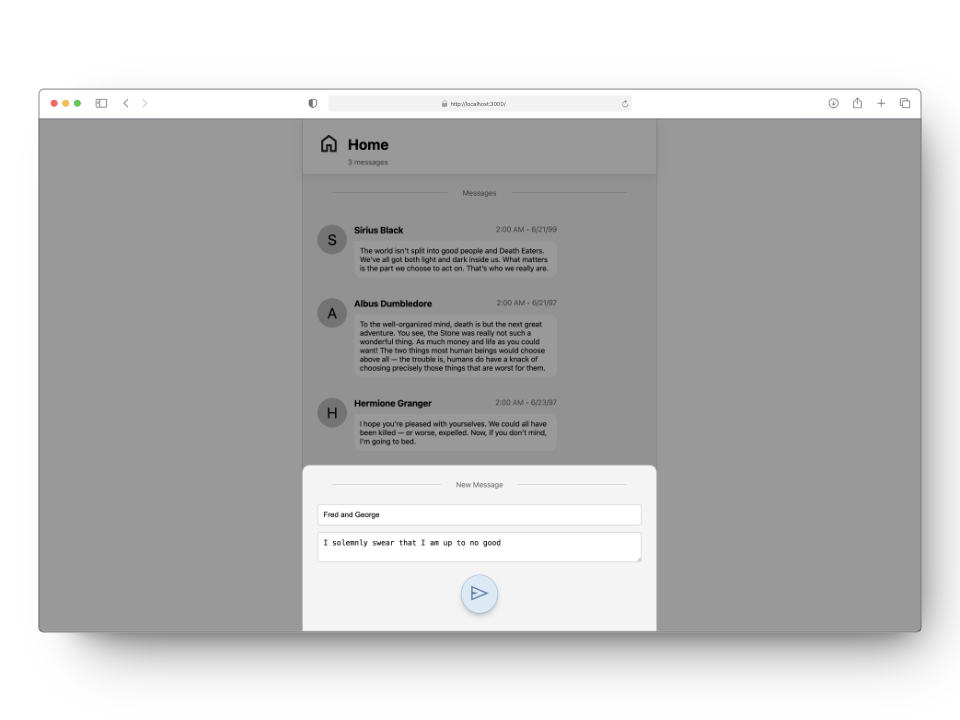 http://localhost:3000/
Home
3 messages
Messages
S
Sirius Black
2:00 AM • 6/21/99
The world isn't split into good people and Death Eaters.
We've all got both light and dark inside us. What matters
is the part we choose to act on. That's who we really are.
A
Albus Dumbledore
2:00 AM • 6/21/97
To the well-organized mind, death is but the next great
adventure. You see, the Stone was really not such a
wonderful thing. As much money and life as you could
want! The two things most human beings would choose
above all — the trouble is, humans do have a knack of
choosing precisely those things that are worst for them.
H
Hermione Granger
2:00 AM • 6/23/97
I hope you're pleased with yourselves. We could all have
been killed — or worse, expelled. Now, if you don't mind,
I'm going to bed.
New Message
Fred and George
I solemnly swear that I am up to no good